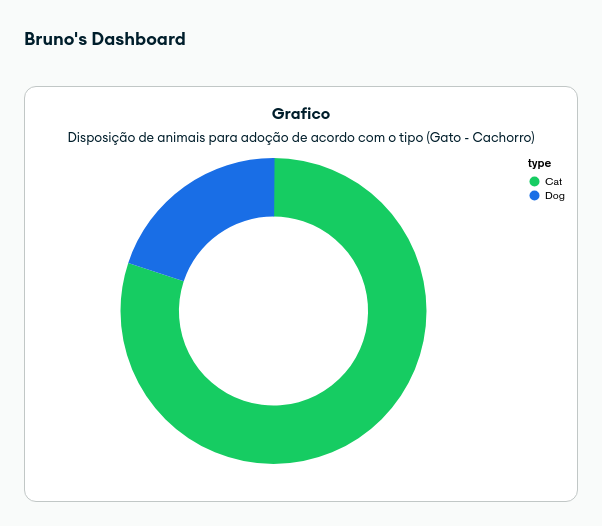 Bruno's Dashboard
Grafico
Disposição de animais para adoção de acordo com o tipo (Gato - Cachorro)
type
Cat
Dog